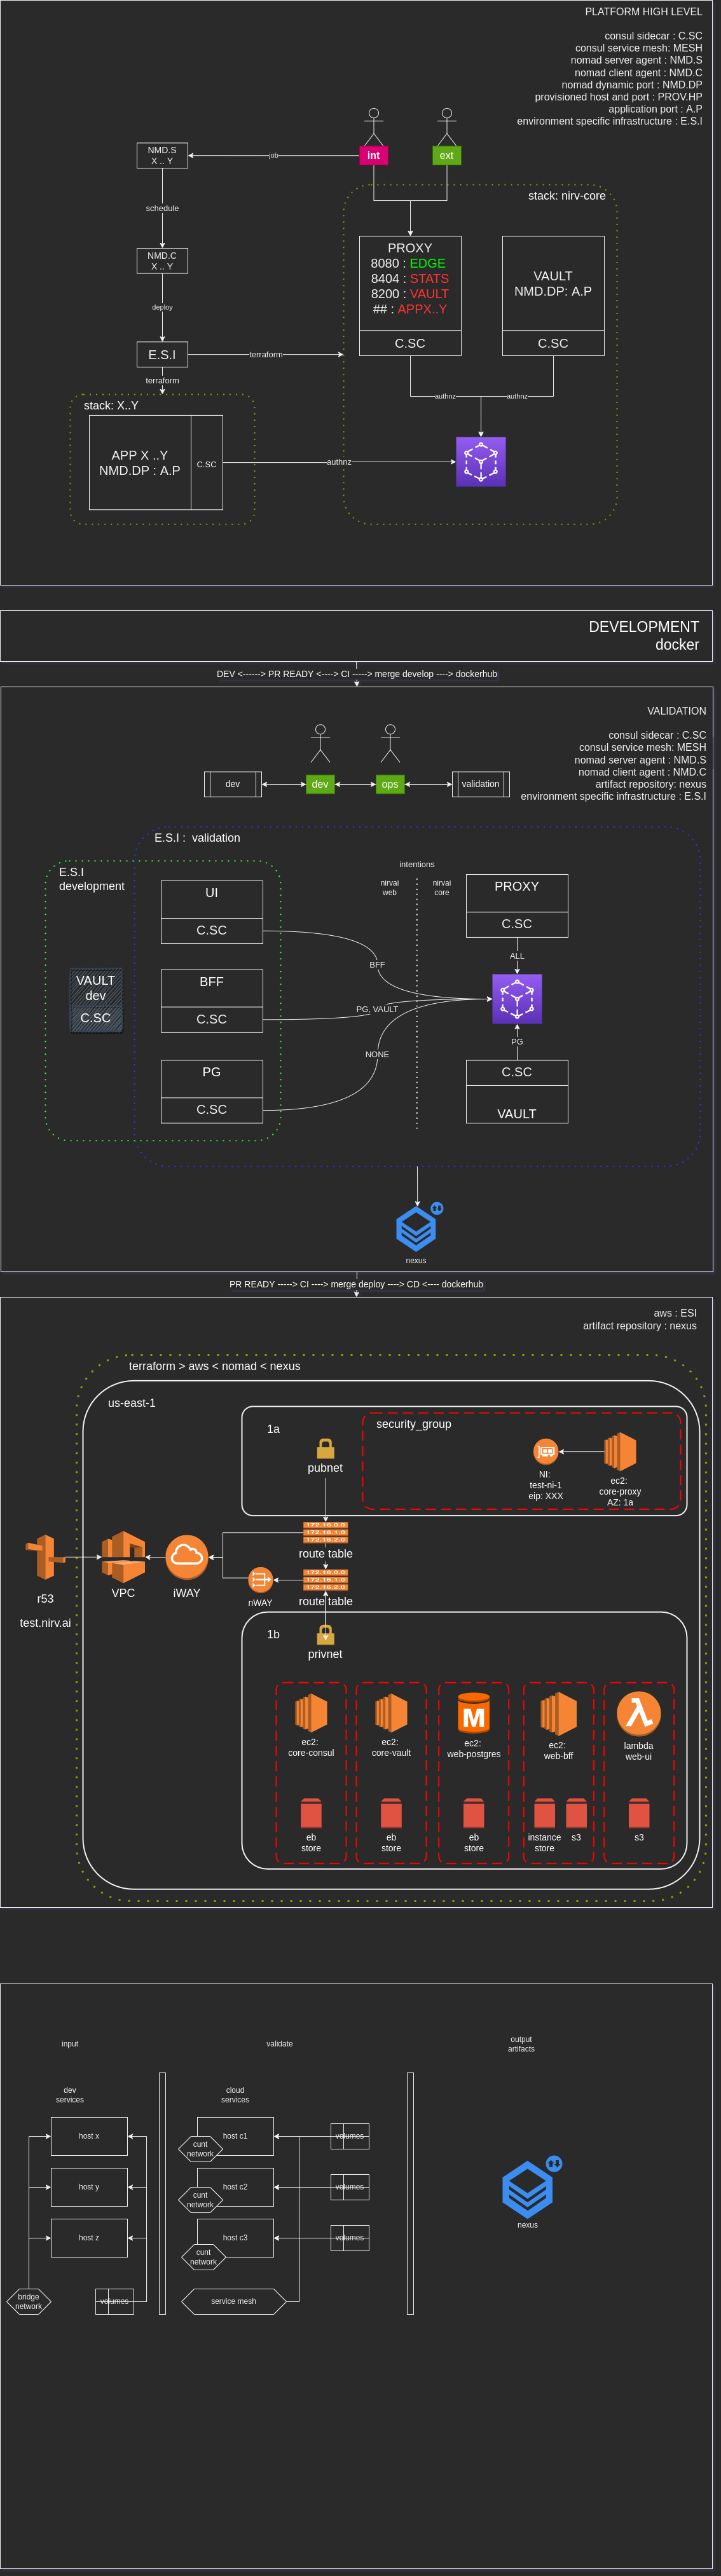 PLATFORM HIGH LEVEL
consul sidecar : C.SC
consul service mesh: MESH
nomad server agent : NMD.S
nomad client agent : NMD.C
nomad dynamic port : NMD.DP
provisioned host and port : PROV.HP
application port : A.P
environment specific infrastructure : E.S.I
NMD.S
X .. Y
job
int
ext
schedule
stack: nirv-core
NMD.C
X .. Y
PROXY
8080 : EDGE
8404 : STATS
8200 : VAULT
## : APPX..Y
C.SC
VAULT
NMD.DP: A.P
C.SC
deploy
E.S.I
terraform
terraform
authnz
authnz
stack: X..Y
APP X ..Y
NMD.DP : A.P
C.SC
authnz
DEVELOPMENT
docker
DEV <------> PR READY <----> CI -----> merge develop ----> dockerhub
VALIDATION
consul sidecar : C.SC
consul service mesh: MESH
nomad server agent : NMD.S
nomad client agent : NMD.C
artifact repository: nexus
environment specific infrastructure : E.S.I
dev
dev
ops
validation
E.S.I : validation
E.S.I
development
intentions
nirvai
web
nirvai
core
UI
C.SC
PROXY
C.SC
BFF
ALL
VAULT
dev
C.SC
BFF
C.SC
PG, VAULT
PG
NONE
PG
C.SC
C.SC
VAULT
nexus
PR READY -----> CI ----> merge deploy ----> CD <---- dockerhub
aws : ESI
artifact repository : nexus
terraform > aws < nomad < nexus
us-east-1
1a
security_group
pubnet
NI:
test-ni-1
eip: XXX
ec2:
core-proxy
AZ: 1a
172.16.0.0
172.16.1.0
172.16.2.0
route table
172.16.0.0
172.16.1.0
172.16.2.0
route table
r53
test.nirv.ai
VPC
iWAY
nWAY
1b
privnet
ec2:
core-consul
ec2:
core-vault
ec2:
web-postgres
ec2:
web-bff
lambda
web-ui
eb
store
eb
store
eb
store
instance
store
s3
s3
input
validate
output
artifacts
dev
services
cloud
services
host x
host c1
volumes
cunt
network
host y
host c2
volumes
cunt
network
host z
host c3
volumes
cunt
network
nexus
bridge
network
volumes
service mesh